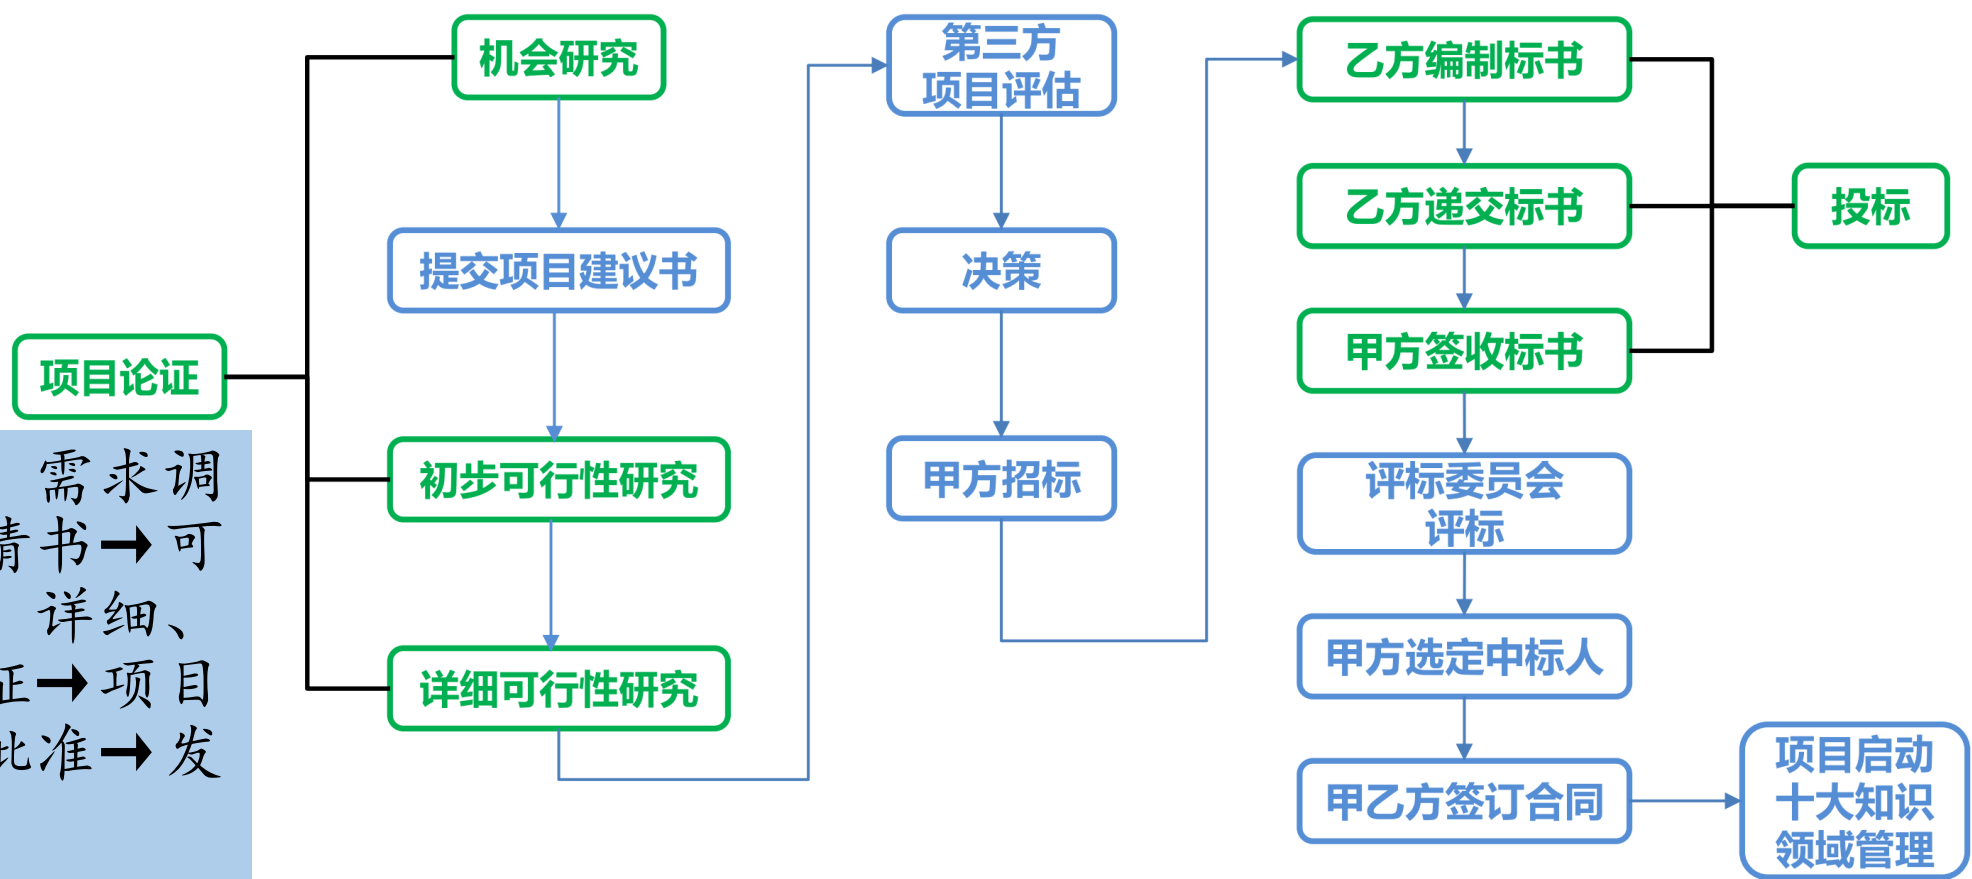 机会研究
提交项目建议书
初步可行性研究
详细可行性研究
项目论证
需求调
书→可
详细、
→项目
准→发
第三方
项目评估
决策
甲方招标
乙方编制标书
乙方递交标书
甲方签收标书
投标
评标委员会
评标
甲方选定中标人
甲乙方签订合同
项目启动
十大知识
领域管理